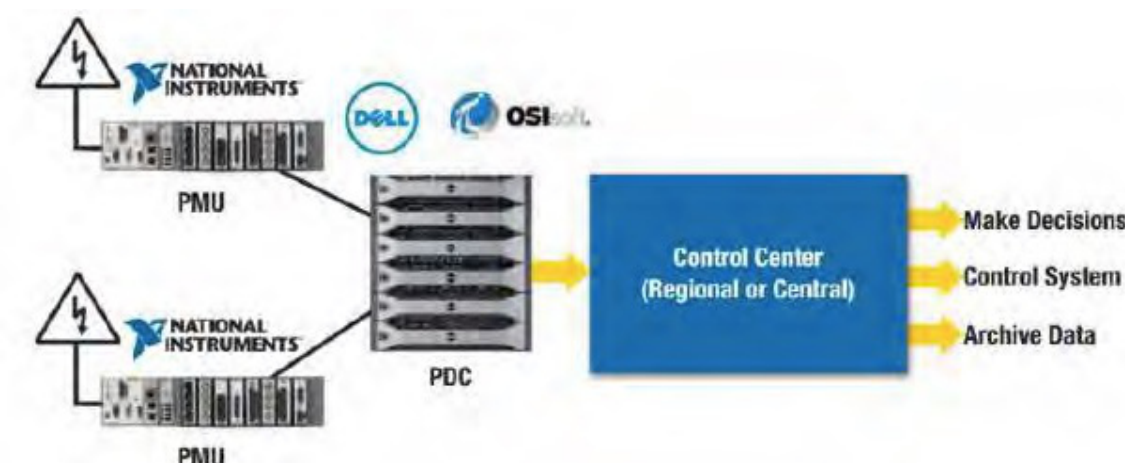 NATIONAL
INSTRUMENTS
DELL
OSIsoft.
PMU
PDC
Control Center
(Regional or Central)
Make Decisions
Control System
Archive Data
NATIONAL
INSTRUMENTS
PMU